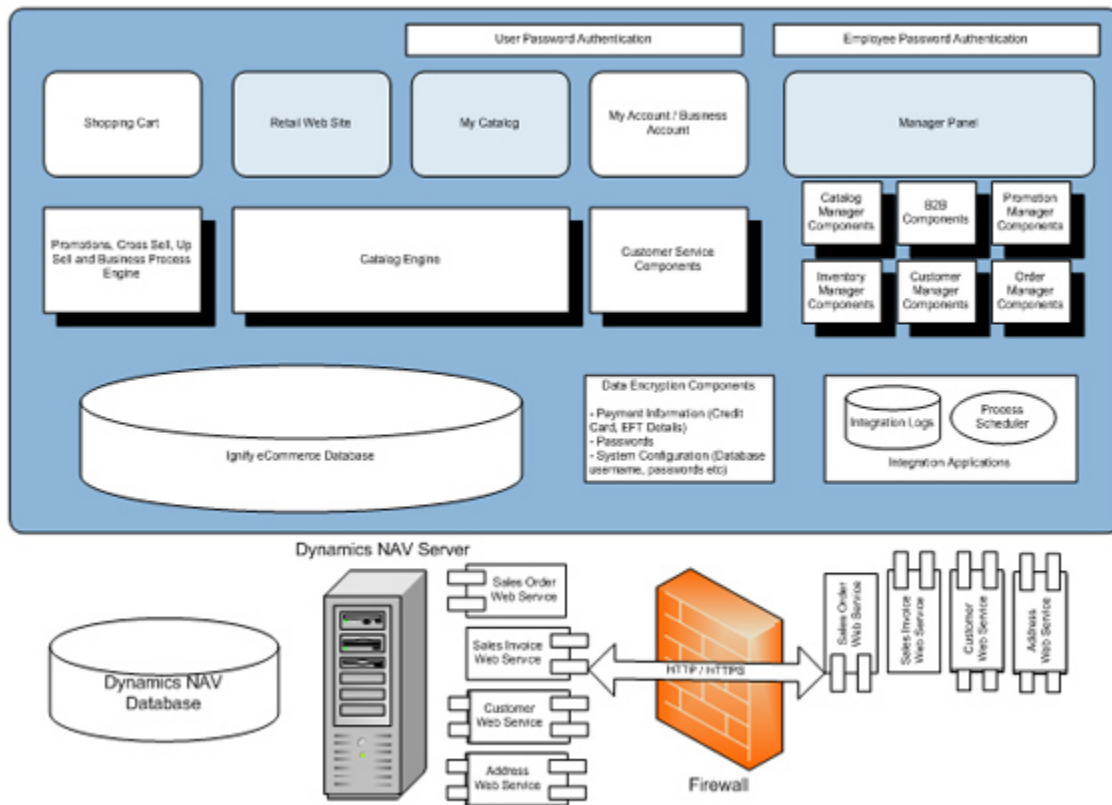 User Password Authentication
Employee Password Authentication
Shopping Cart
Retail Web Site
My Catalog
My Account / Business
Account
Manager Panel
Catalog
Manager
Components
B2B
Components
Promotion
Manager
Components
Promotions, Cross Sell, Up
Sell and Business Process
Engine
Catalog Engine
Customer Service
Components
Inventory
Manager
Components
Customer
Manager
Components
Order
Manager
Components
Ignify eCommerce Database
Data Encryption Components
- Payment Information (Credit
Card, EFT Details)
- Passwords
- System Configuration (Database
username, passwords etc)
Integration Logs
Process
Scheduler
Integration Applications
Dynamics NAV Server
Dynamics NAV
Database
Sales Order
Web Service
Sales Invoice
Web Service
Customer
Web Service
Address
Web Service
HTTP / HTTPS
Firewall
Sales Order
Web Service
Sales Invoice
Web Service
Customer
Web Service
Address
Web Service